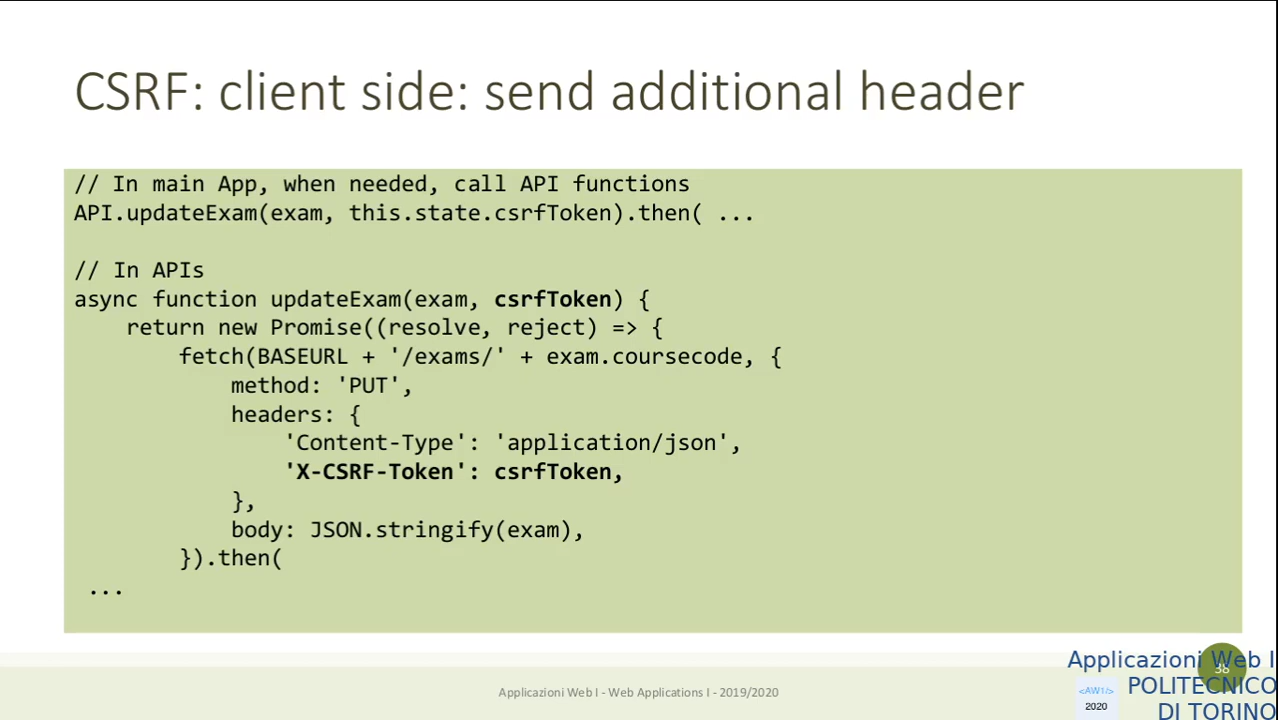 CSRF: client side: send additional header
// In main App, when needed, call API functions
API.updateExam(exam, this.state.csrfToken).then( ...
// In APIs
async function updateExam(exam, csrfToken) {
    return new Promise((resolve, reject) => {
        fetch(BASEURL + '/exams/' + exam.coursecode, {
            method: 'PUT',
            headers: {
                'Content-Type': 'application/json',
                'X-CSRF-Token': csrfToken,
            },
            body: JSON.stringify(exam),
        }).then(
 ...
Applicazioni Web I - Web Applications I - 2019/2020
38
Applicazioni Web I
POLITECNICO
DI TORINO
<AW1/>
2020